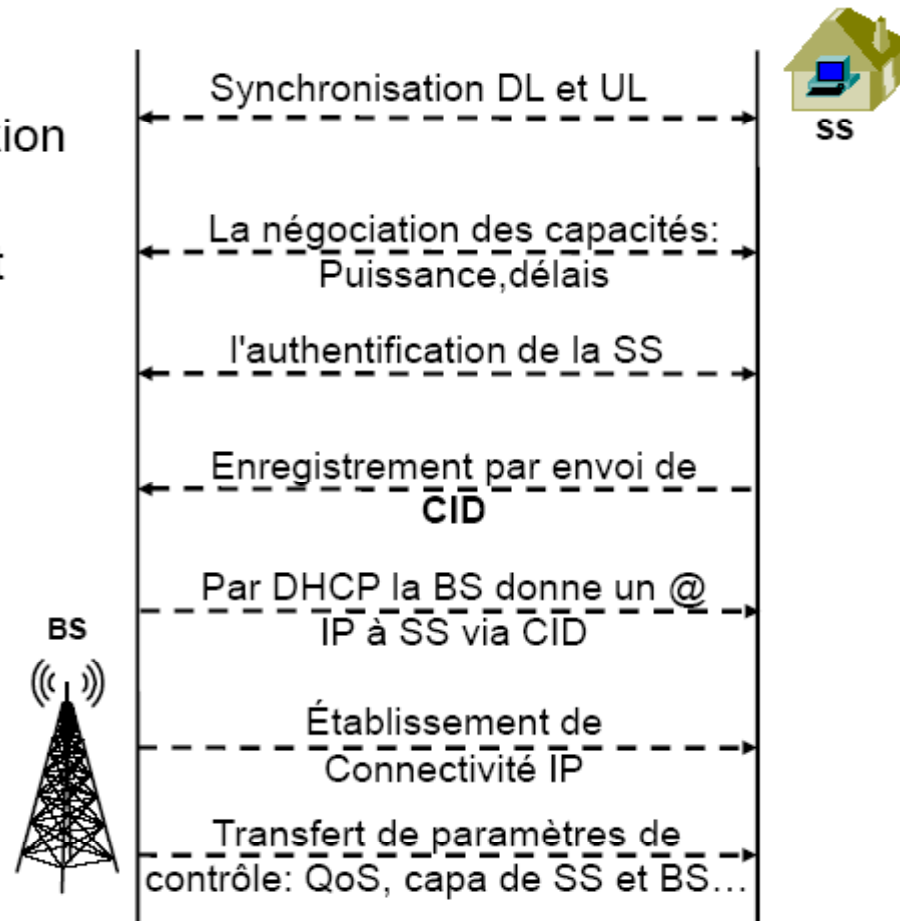 Synchronisation DL et UL
SS
La négociation des capacités:
Puissance,délais
l'authentification de la SS
Enregistrement par envoi de
CID
Par DHCP la BS donne un @
IP à SS via CID
BS
Établissement de
Connectivité IP
Transfert de paramètres de
contrôle: QoS, capa de SS et BS...